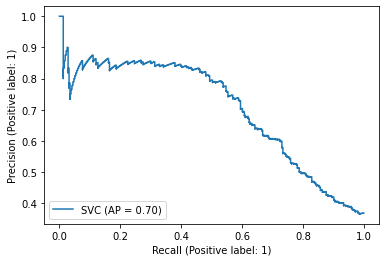 1.0
0.9
0.8
0.7
0.6
0.5
0.4
Precision (Positive label: 1)
SVC (AP = 0.70)
0.0 0.2 0.4 0.6 0.8 1.0
Recall (Positive label: 1)